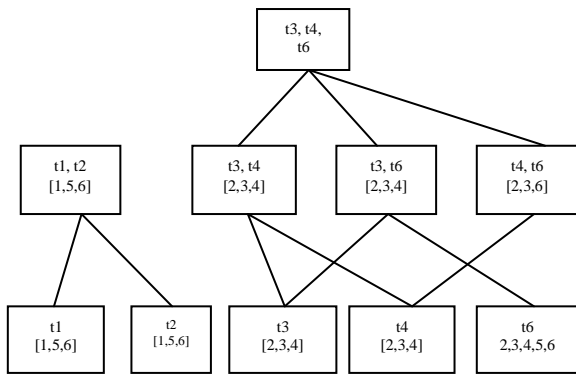 t3, t4,
t6
t1, t2
[1,5,6]
t3, t4
[2,3,4]
t3, t6
[2,3,4]
t4, t6
[2,3,6]
t1
[1,5,6]
t2
[1,5,6]
t3
[2,3,4]
t4
[2,3,4]
t6
2,3,4,5,6